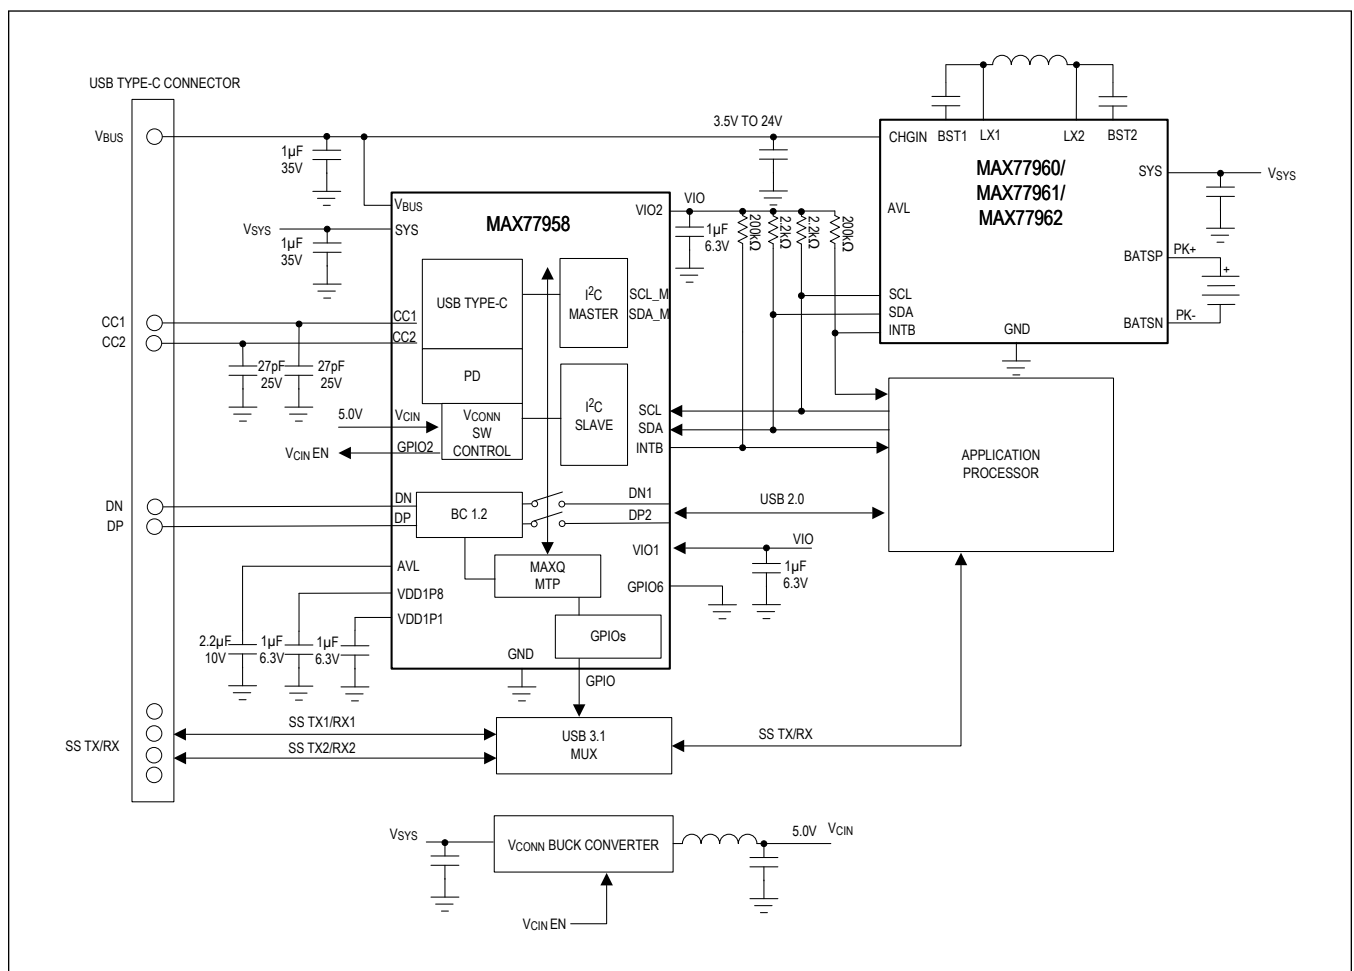 USB TYPE-C CONNECTOR
VBUS
1µF
35V
3.5V TO 24V
CHGIN
BST1
LX1
LX2
BST2
MAX77960/
MAX77961/
MAX77962
SYS
VSYS
AVL
BATSP
PK+
+
BATSN
PK-
SCL
SDA
INTB
GND
VBUS
MAX77958
VIO2
VIO
1µF
6.3V
200kΩ
2.2kΩ
2.2kΩ
200kΩ
VSYS
SYS
1µF
35V
USB TYPE-C
I2C
MASTER
SCL_M
SDA_M
CC1
CC2
CC1
CC2
27pF
25V
27pF
25V
PD
I2C
SLAVE
SCL
SDA
INTB
5.0V
VCIN
VCONN
SW
CONTROL
VCIN EN
GPIO2
APPLICATION
PROCESSOR
DN
DP
DN
DP
BC 1.2
DN1
DP2
USB 2.0
VIO1
VIO
1µF
6.3V
AVL
VDD1P8
VDD1P1
MAXQ
MTP
GPIO6
GPIOs
2.2µF
10V
1µF
6.3V
1µF
6.3V
GND
GPIO
SS TX/RX
SS TX1/RX1
SS TX2/RX2
USB 3.1
MUX
SS TX/RX
VSYS
VCONN BUCK CONVERTER
5.0V
VCIN
VCIN EN